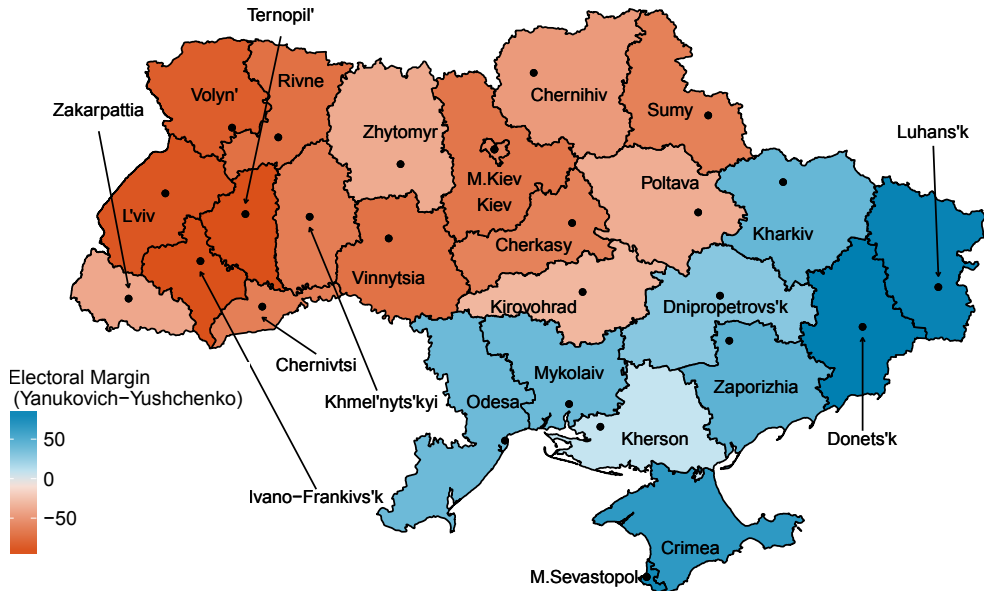 Ternopil'
Rivne
Volyn'
Chernihiv
Zakarpattia
Sumy
Zhytomyr
Luhans'k
M.Kiev
Poltava
Kiev
L'viv
Kharkiv
Cherkasy
Vinnytsia
Kirovohrad
Dnipropetrovs'k
Chernivtsi
Mykolaiv
Electoral Margin
(Yanukovich−Yushchenko)
Zaporizhia
Khmel'nyts'kyi
Odesa
50
Kherson
Donets'k
0
Ivano−Frankivs'k
−50
Crimea
M.Sevastopol